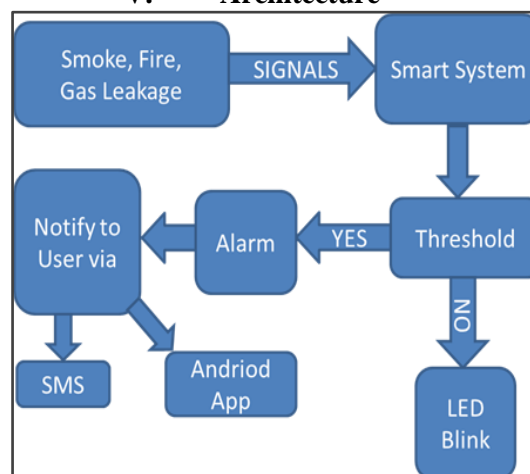 V. Architecture
Smoke, Fire,
Gas Leakage
SIGNALS
Smart System
Threshold
YES
Alarm
Notify to
User via
NO
SMS
Andriod
App
LED
Blink